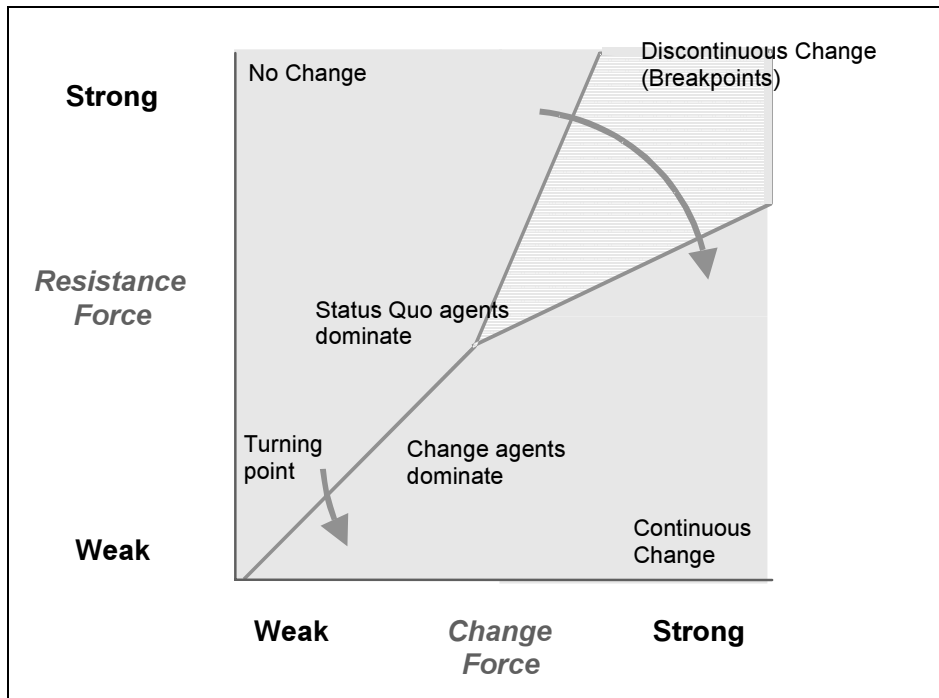 No Change
Discontinuous Change
(Breakpoints)
Strong
Resistance
Force
Status Quo agents
dominate
Turning
point
Change agents
dominate
Continuous
Change
Weak
Weak
Change
Force
Strong